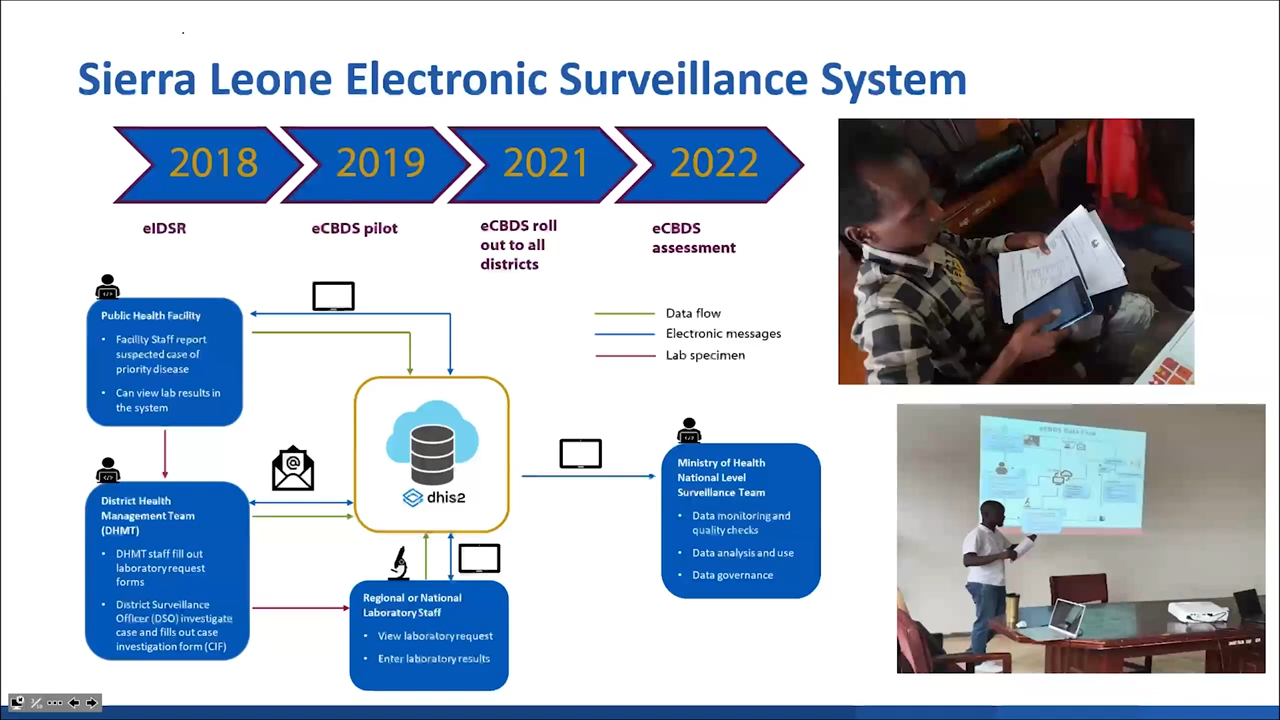 Sierra Leone Electronic Surveillance System
2018
2019
2021
2022
eIDSR
eCBDS pilot
eCBDS roll
out to all
districts
eCBDS
assessment
Data flow
Electronic messages
Lab specimen
Public Health Facility
• Facility Staff report
suspected case of
priority disease
• Can view lab results in
the system
District Health
Management Team
(DHMT)
• DHMT staff fill out
laboratory request
forms
• District Surveillance
Officer (DSO) investigate
case and fills out case
investigation form (CIF)
dhis2
Regional or National
Laboratory Staff
• View laboratory request
• Enter laboratory results
Ministry of Health
National Level
Surveillance Team
• Data monitoring and
quality checks
• Data analysis and use
• Data governance
eCBDS Data Flow